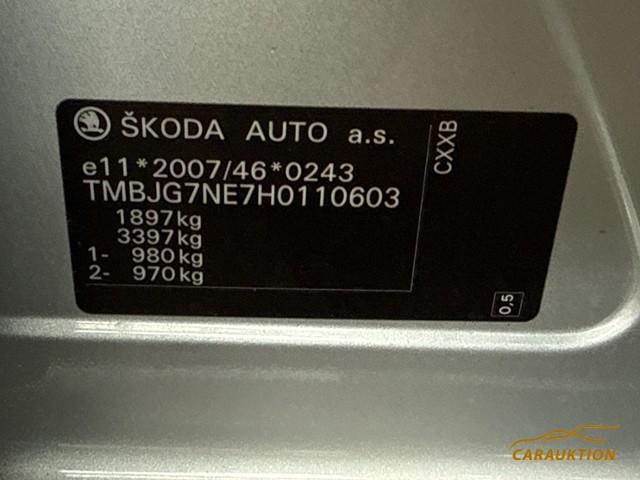 ŠKODA AUTO a.s.
e11*2007/46*0243
TMBJG7NE7H0110603
1897kg
3397kg
1- 980kg
2- 970kg
CXXB
0,5
CARAUKTION